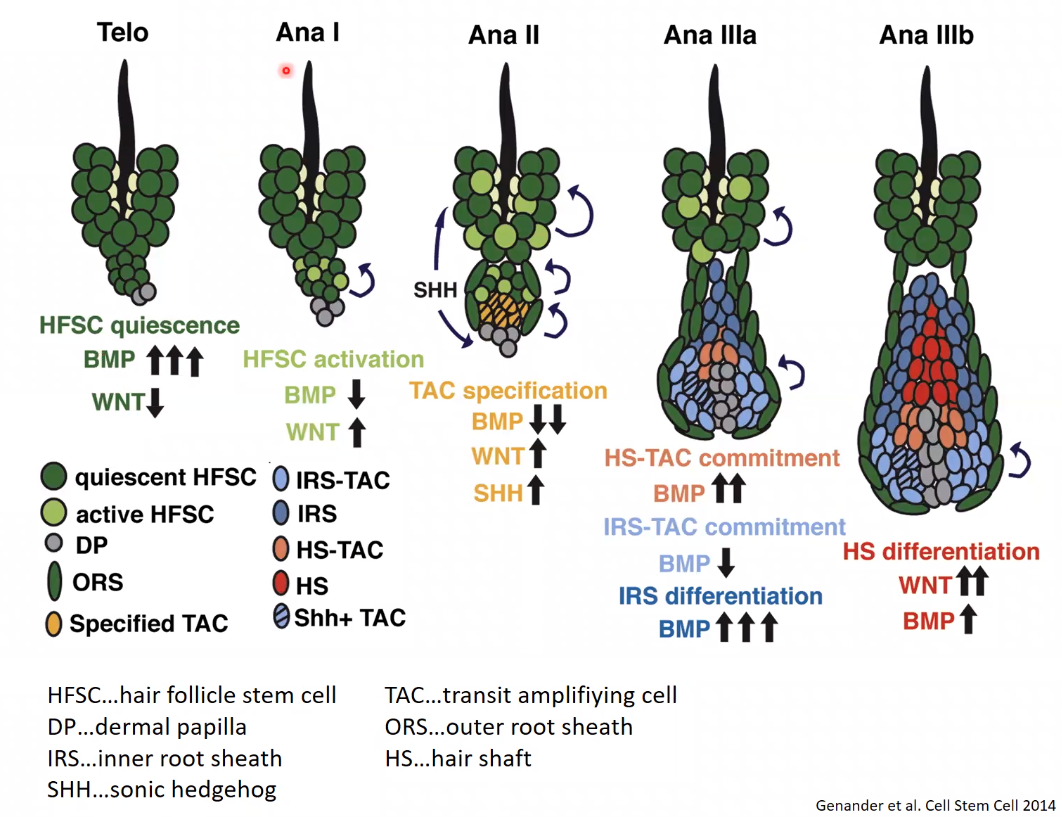 Telo
Ana I
Ana II
Ana IIIa
Ana IIIb
SHH
HFSC quiescence
BMP ⬆⬆⬆
WNT⬇
HFSC activation
BMP ⬇
WNT ⬆
TAC specification
BMP ⬇⬇
WNT ⬆
SHH ⬆
HS-TAC commitment
BMP ⬆⬆
IRS-TAC commitment
BMP ⬇
IRS differentiation
BMP ⬆⬆⬆
HS differentiation
WNT ⬆⬆
BMP ⬆
quiescent HFSC
active HFSC
DP
ORS
Specified TAC
IRS-TAC
IRS
HS-TAC
HS
Shh+ TAC
HFSC...hair follicle stem cell
DP...dermal papilla
IRS...inner root sheath
SHH...sonic hedgehog
TAC...transit amplifiying cell
ORS...outer root sheath
HS...hair shaft
Genander et al. Cell Stem Cell 2014